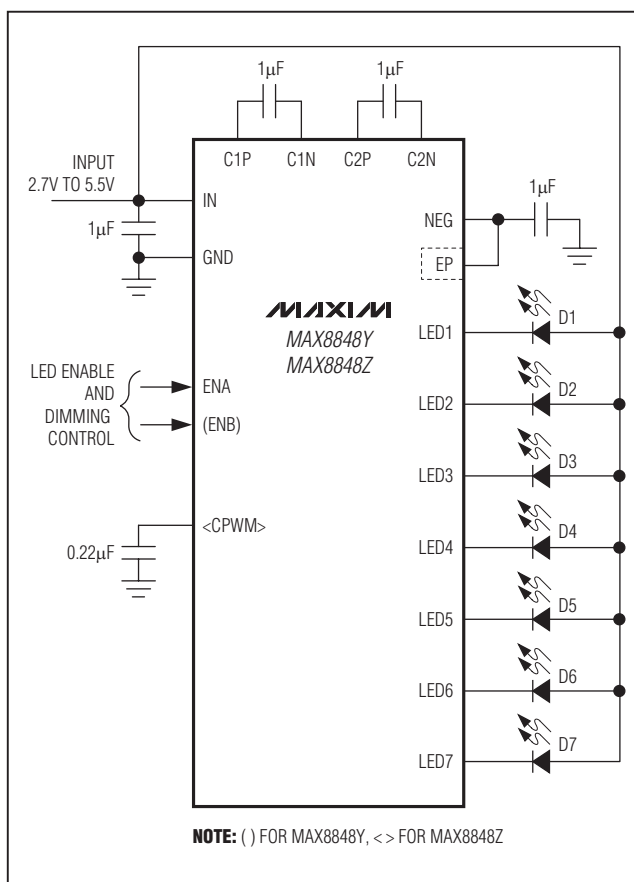 1µF
1µF
C1P
C1N
C2P
C2N
INPUT
2.7V TO 5.5V
IN
1µF
NEG
1µF
GND
EP
MAXIM
MAX8848Y
MAX8848Z
LED1
D1
LED ENABLE
AND
DIMMING
CONTROL
ENA
(ENB)
LED2
D2
LED3
D3
<CPWM>
0.22µF
LED4
D4
LED5
D5
LED6
D6
LED7
D7
NOTE: ( ) FOR MAX8848Y, < > FOR MAX8848Z